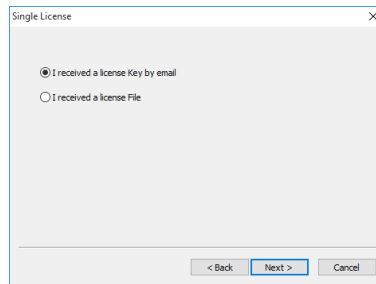 Single License
I received a license Key by email
I received a license File
< Back
Next >
Cancel